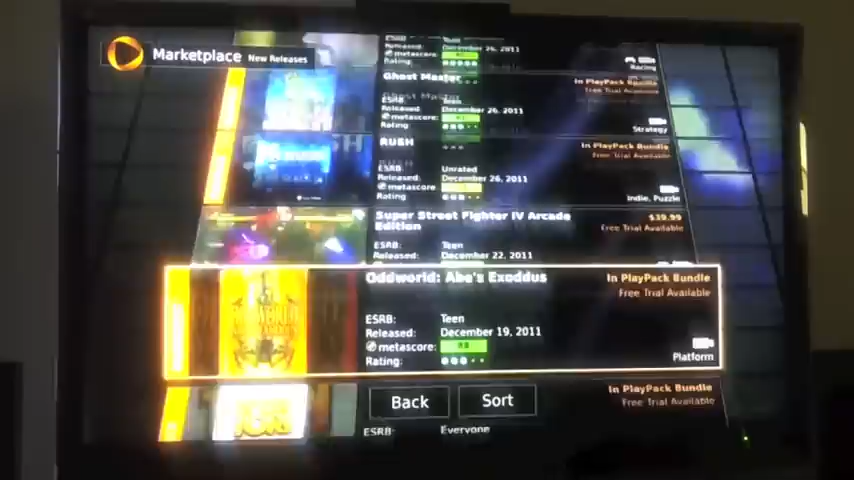 Marketplace New Releases
Teen
Released: December 26, 2011
metascore
Rating:
Racing
Ghost Master
In PlayPack Bundle
Free Trial Available
ESRB: Teen
Released: December 26, 2011
metascore:
Rating
Strategy
RUSH
In PlayPack Bundle
Free Trial Available
ESRB: Unrated
Released: December 26, 2011
metascore
Rating
Indie, Puzzle
Super Street Fighter IV Arcade
Edition
$39.99
Free Trial Available
ESRB: Teen
Released: December 22, 2011
Oddworld: Abe's Exoddus
In PlayPack Bundle
Free Trial Available
ESRB: Teen
Released: December 19, 2011
metascore:
Rating:
Platform
Back
Sort
In PlayPack Bundle
Free Trial Available
ESRB: Everyone